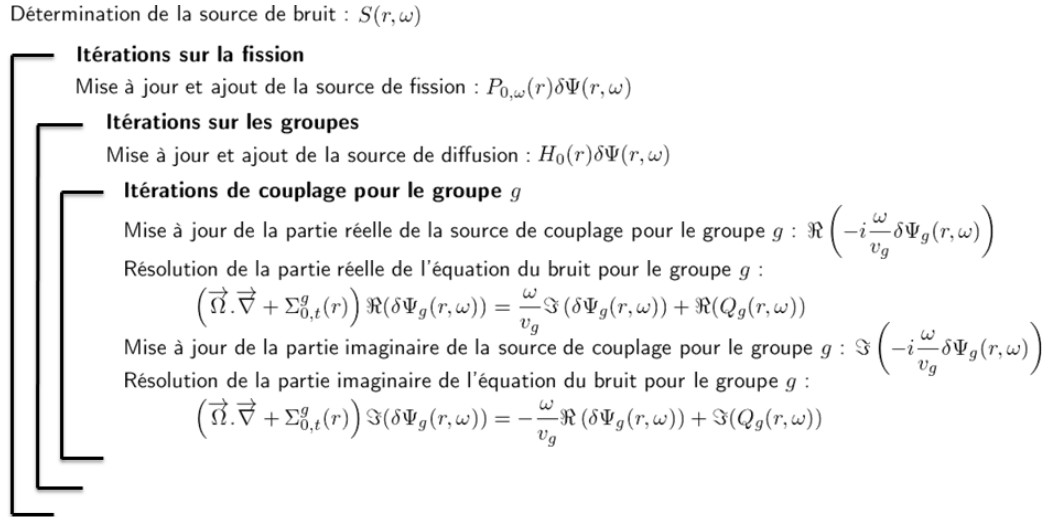 Détermination de la source de bruit : S(r, ω)
Itérations sur la fission
Mise à jour et ajout de la source de fission : P₀,ω(r)δΨ(r, ω)
Itérations sur les groupes
Mise à jour et ajout de la source de diffusion : H₀(r)δΨ(r, ω)
Itérations de couplage pour le groupe g
Mise à jour de la partie réelle de la source de couplage pour le groupe g : ℜ(−i ω/v_g δΨ_g(r, ω))
Résolution de la partie réelle de l'équation du bruit pour le groupe g :
(Ω⃗.∇⃗ + Σ^g_{0,t}(r)) ℜ(δΨ_g(r, ω)) = ω/v_g ℑ(δΨ_g(r, ω)) + ℜ(Q_g(r, ω))
Mise à jour de la partie imaginaire de la source de couplage pour le groupe g : ℑ(−i ω/v_g δΨ_g(r, ω))
Résolution de la partie imaginaire de l'équation du bruit pour le groupe g :
(Ω⃗.∇⃗ + Σ^g_{0,t}(r)) ℑ(δΨ_g(r, ω)) = −ω/v_g ℜ(δΨ_g(r, ω)) + ℑ(Q_g(r, ω))